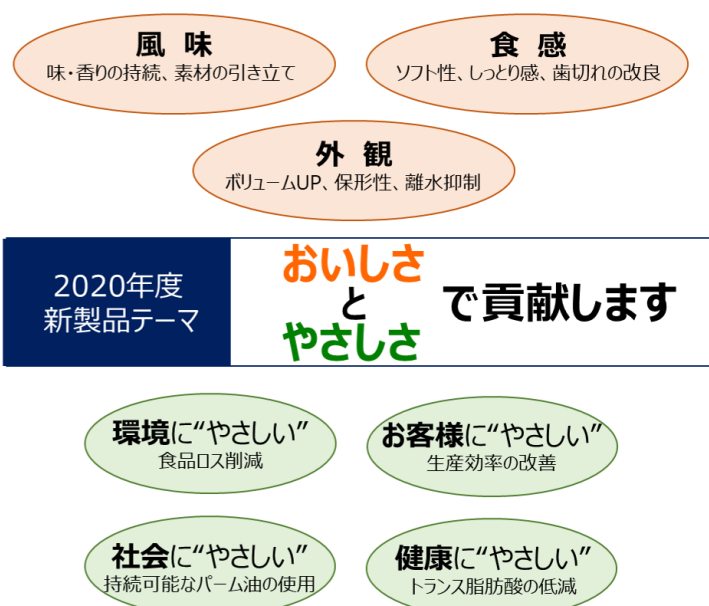 風 味
味・香りの持続、素材の引き立て
食 感
ソフト性、しっとり感、歯切れの改良
外 観
ボリュームUP、保形性、離水抑制
2020年度
新製品テーマ
おいしさ
と
やさしさ
で貢献します
環境に“やさしい”
食品ロス削減
お客様に“やさしい”
生産効率の改善
社会に“やさしい”
持続可能なパーム油の使用
健康に“やさしい”
トランス脂肪酸の低減